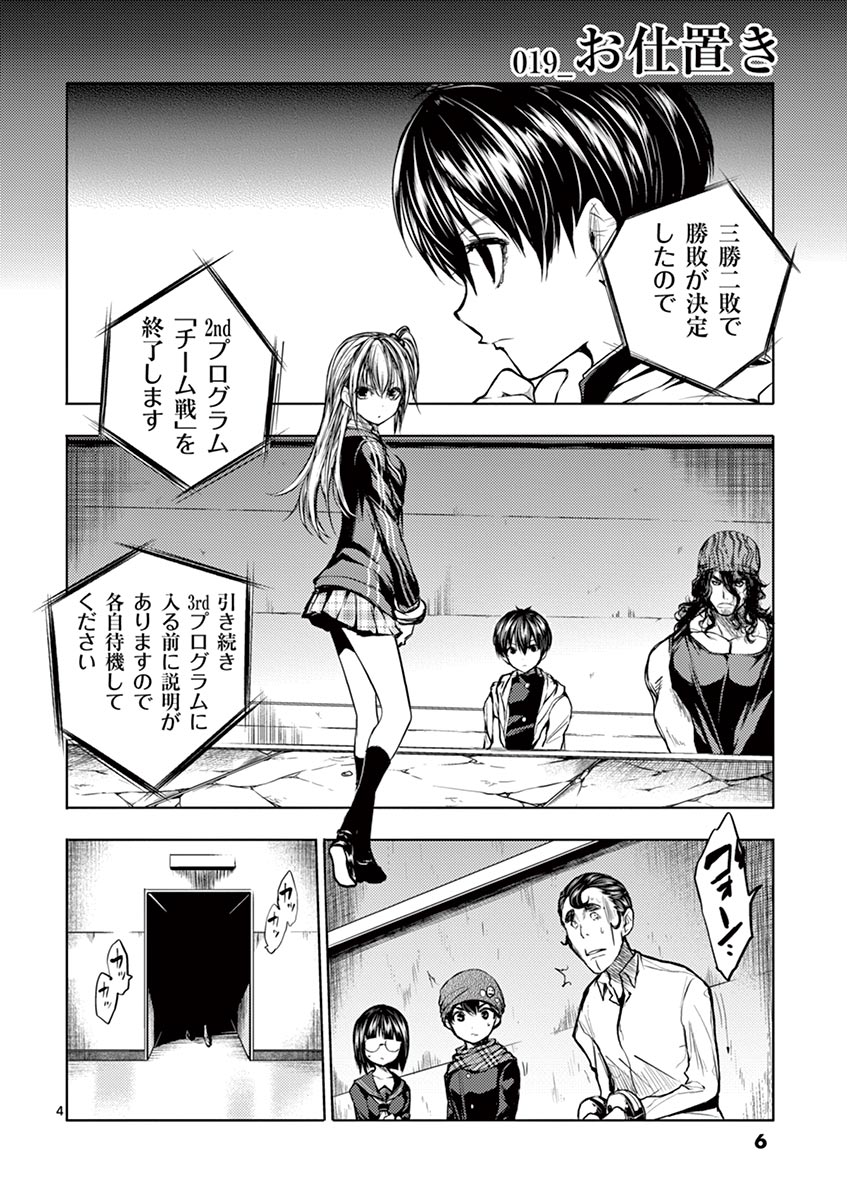 019_お仕置き
三勝二敗で
勝敗が決定
したので
2ndプログラム
「チーム戦」を
終了します
引き続き
3rdプログラムに
入る前に説明が
ありますので
各自待機して
ください
ブォーン…
カッ
カッ
カッ
カッ
4
6